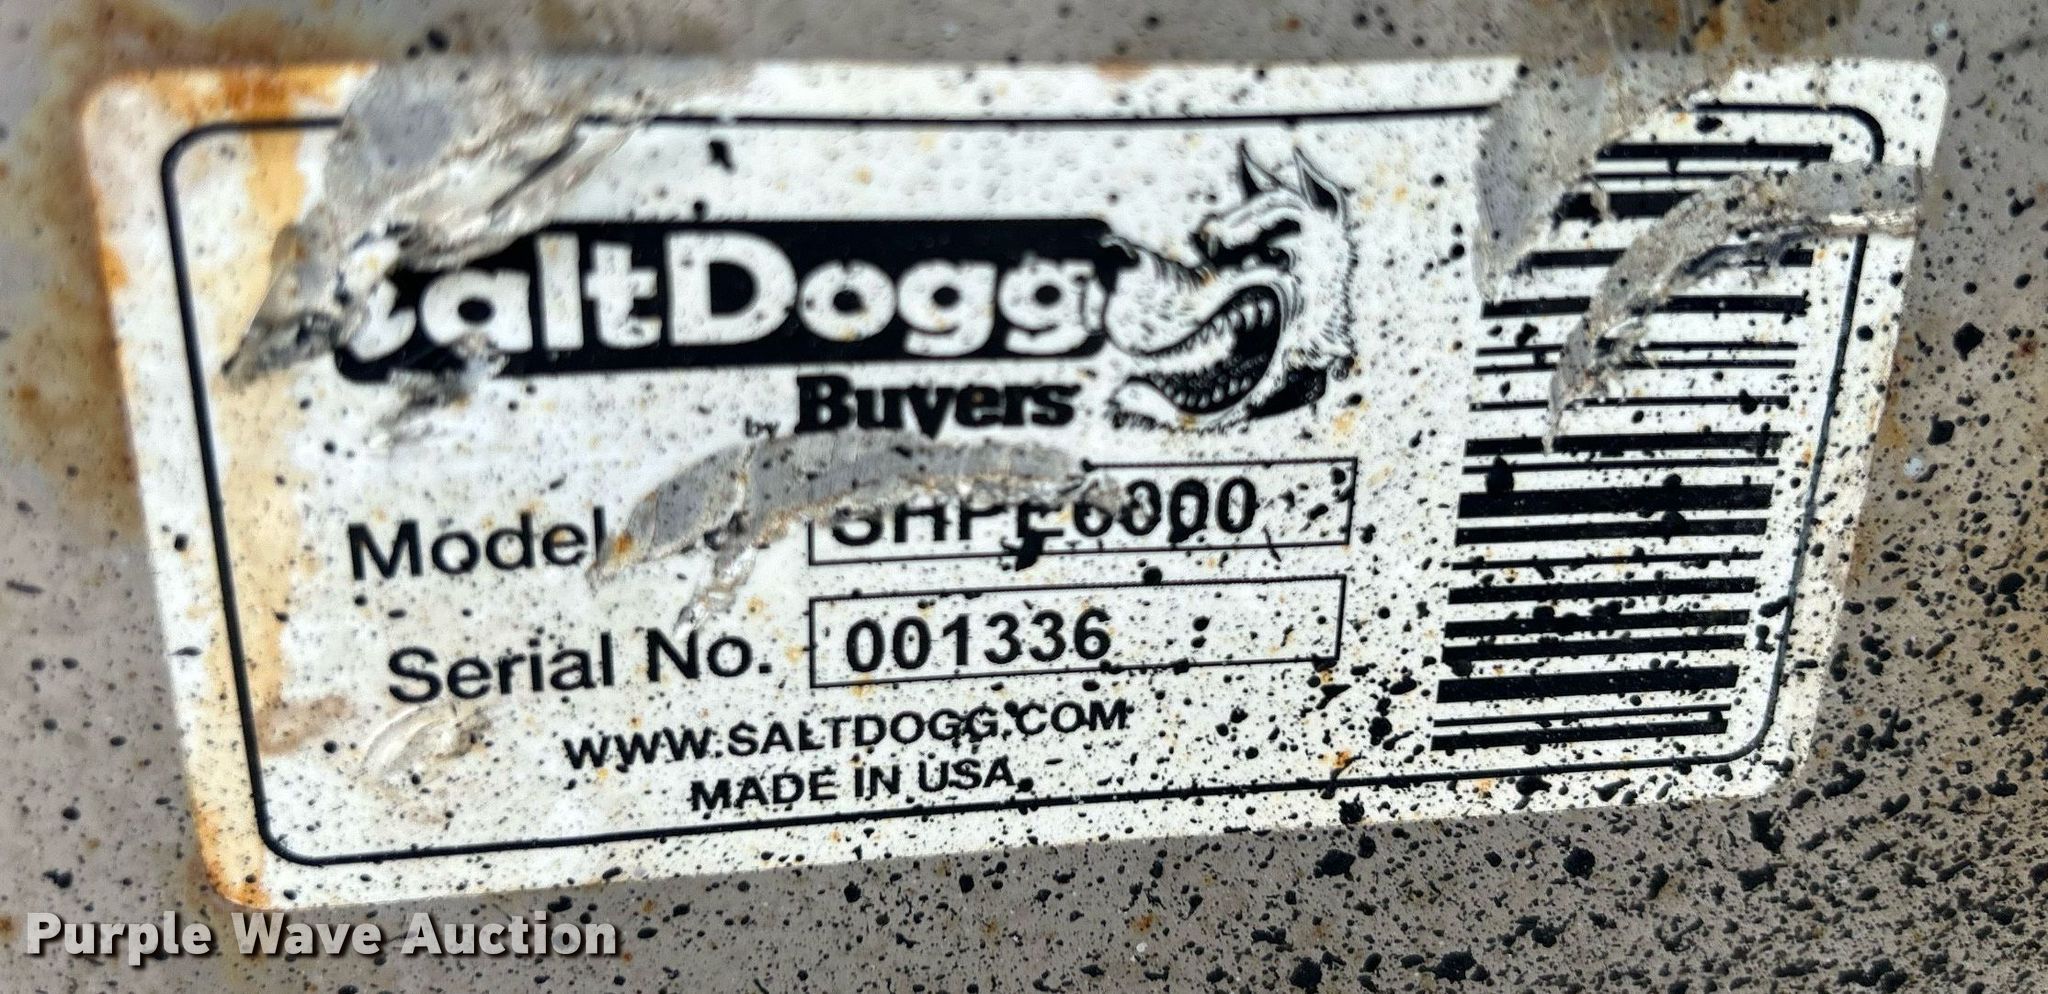 SaltDogg
by Buyers
Model SHPE6000
Serial No. 001336
WWW.SALTDOGG.COM
MADE IN USA
Purple Wave Auction